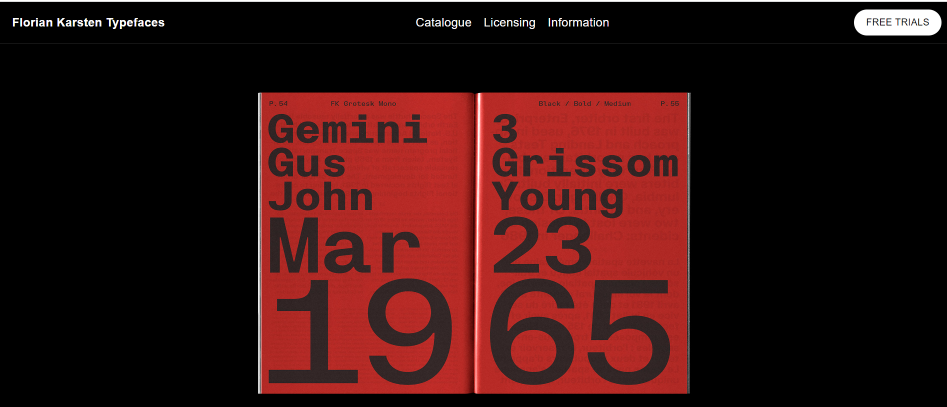 Florian Karsten Typefaces
Catalogue Licensing Information
FREE TRIALS
P.54 FK Grotesk Mono
Gemini
Gus
John
Mar
19
Black / Bold / Medium P.55
3
Grissom
Young
23
65